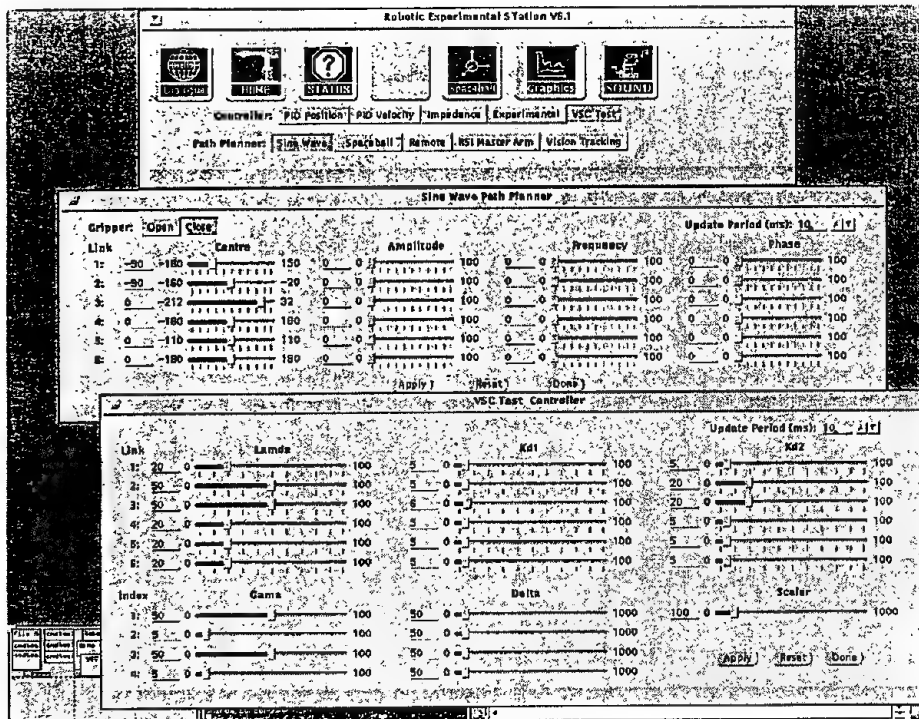 Robotic Experimental STation V6.1
HOME STATUS Spaceball Graphics SOUND
Controller: PID Position PID Velocity Impedance Experimental VSC Test
Path Planner: Sine Wave Spaceball Remote RSI Master Arm Vision Tracking
Sine Wave Path Planner
Gripper: Open Close Update Period (ms): 10
Link Centre Amplitude Frequency Phase
1: -90 -160 150 0 0 100 0 0 100 0 0 100
2: -90 -160 -20 0 0 100 0 0 100 0 0 100
3: 0 -212 32 0 0 100 0 0 100 0 0 100
4: 0 -180 180 0 0 100 0 0 100 0 0 100
5: 0 -110 110 0 0 100 0 0 100 0 0 100
6: 0 -180 180 0 0 100 0 0 100 0 0 100
Apply Reset Done
VSC Test Controller
Update Period (ms): 10
Link Lamda Kd1 Kd2
1: 20 0 100 5 0 100 5 0 100
2: 50 0 100 5 0 100 20 0 100
3: 50 0 100 6 0 100 20 0 100
4: 20 0 100 5 0 100 5 0 100
5: 20 0 100 5 0 100 5 0 100
6: 20 0 100 5 0 100 5 0 100
Index Gama Delta Scaler
1: 50 0 100 50 0 1000 100 0 1000
2: 5 0 100 50 0 1000
3: 50 0 100 50 0 1000
4: 5 0 100 50 0 1000
Apply Reset Done